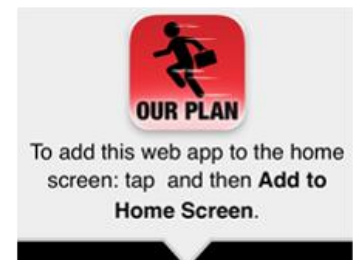 OUR PLAN
To add this web app to the home
screen: tap and then Add to
Home Screen.